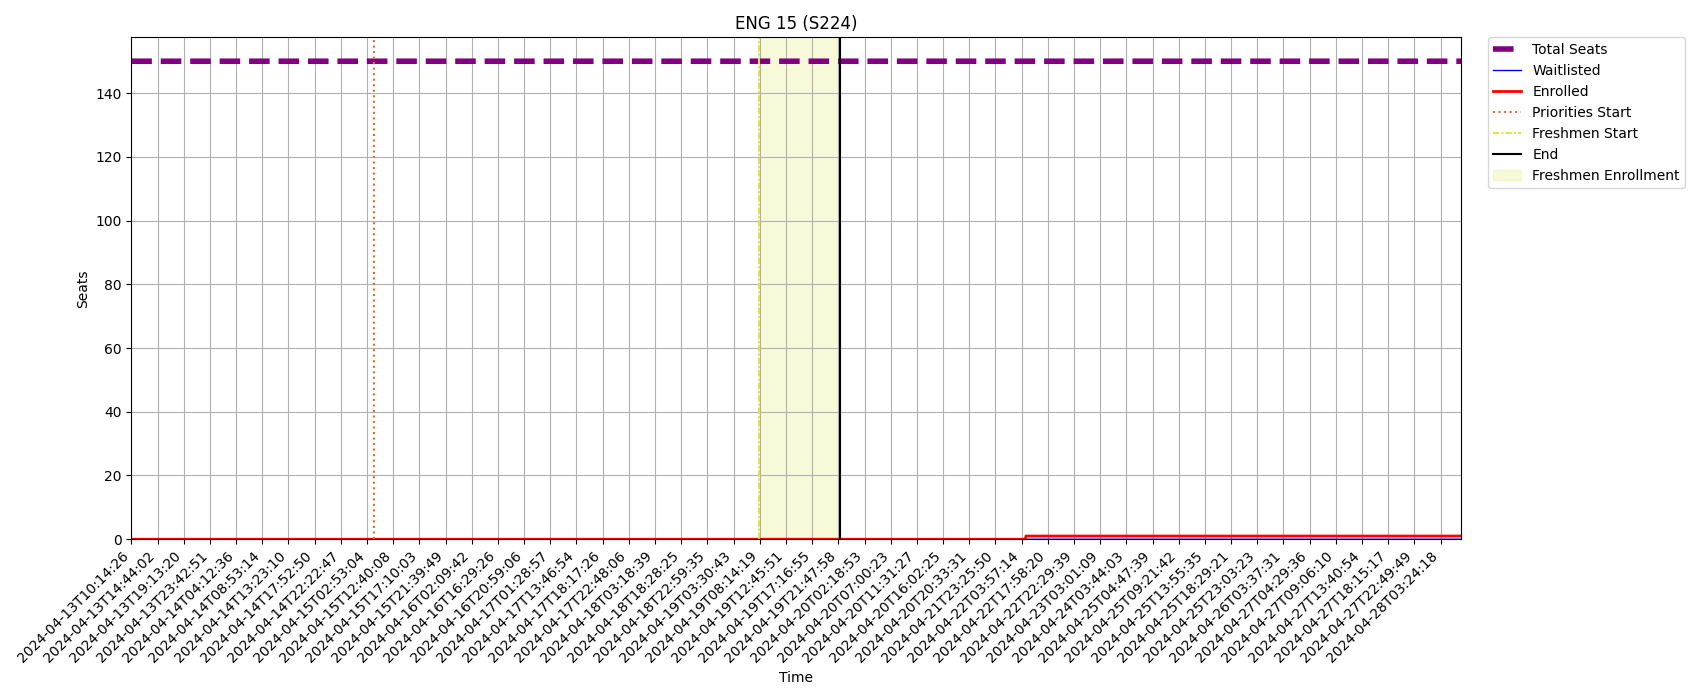 ENG 15 (S224)
Total Seats
Waitlisted
Enrolled
Priorities Start
Freshmen Start
End
Freshmen Enrollment
Seats
140
120
100
80
60
40
20
0
2024-04-13T10:14:26
2024-04-13T14:44:02
2024-04-13T19:13:20
2024-04-13T23:42:51
2024-04-14T04:12:36
2024-04-14T08:53:14
2024-04-14T13:23:10
2024-04-14T17:52:50
2024-04-14T22:22:47
2024-04-15T02:53:04
2024-04-15T12:40:08
2024-04-15T17:10:03
2024-04-15T21:39:49
2024-04-16T02:09:42
2024-04-16T16:29:26
2024-04-16T20:59:06
2024-04-17T01:28:57
2024-04-17T13:46:54
2024-04-17T18:17:26
2024-04-17T22:48:06
2024-04-18T03:18:39
2024-04-18T18:28:25
2024-04-18T22:59:35
2024-04-19T03:30:43
2024-04-19T08:14:19
2024-04-19T12:45:51
2024-04-19T17:16:55
2024-04-19T21:47:58
2024-04-20T02:18:53
2024-04-20T07:00:23
2024-04-20T11:31:27
2024-04-20T16:02:25
2024-04-20T20:33:31
2024-04-21T23:25:50
2024-04-22T03:57:14
2024-04-22T17:58:20
2024-04-22T22:29:39
2024-04-23T03:01:09
2024-04-24T03:44:03
2024-04-25T04:47:39
2024-04-25T09:21:42
2024-04-25T13:55:35
2024-04-25T18:29:21
2024-04-25T23:03:23
2024-04-26T03:37:31
2024-04-27T04:29:36
2024-04-27T09:06:10
2024-04-27T13:40:54
2024-04-27T18:15:17
2024-04-27T22:49:49
2024-04-28T03:24:18
Time